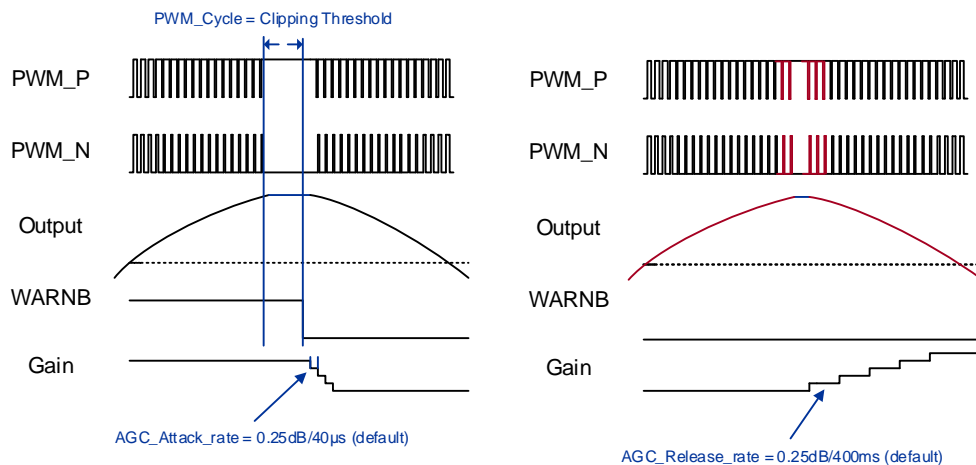 PWM_Cycle = Clipping Threshold
PWM_P
PWM_N
Output
WARNB
Gain
AGC_Attack_rate = 0.25dB/40µs (default)
PWM_P
PWM_N
Output
WARNB
Gain
AGC_Release_rate = 0.25dB/400ms (default)